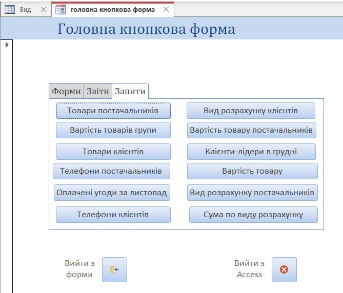 Вид
головна кнопкова форма
Головна кнопкова форма
Форми Звіти Запити
Товари постачальників Вид розрахунку клієнтів
Вартість товарів групи Вартість товару постачальників
Товари клієнтів Клієнти-лідери в грудні
Телефони постачальників Вартість товару
Оплачені угоди за листопад Вид розрахунку постачальників
Телефони клієнтів Сума по виду розрахунку
Вийти з форми
Вийти з Access